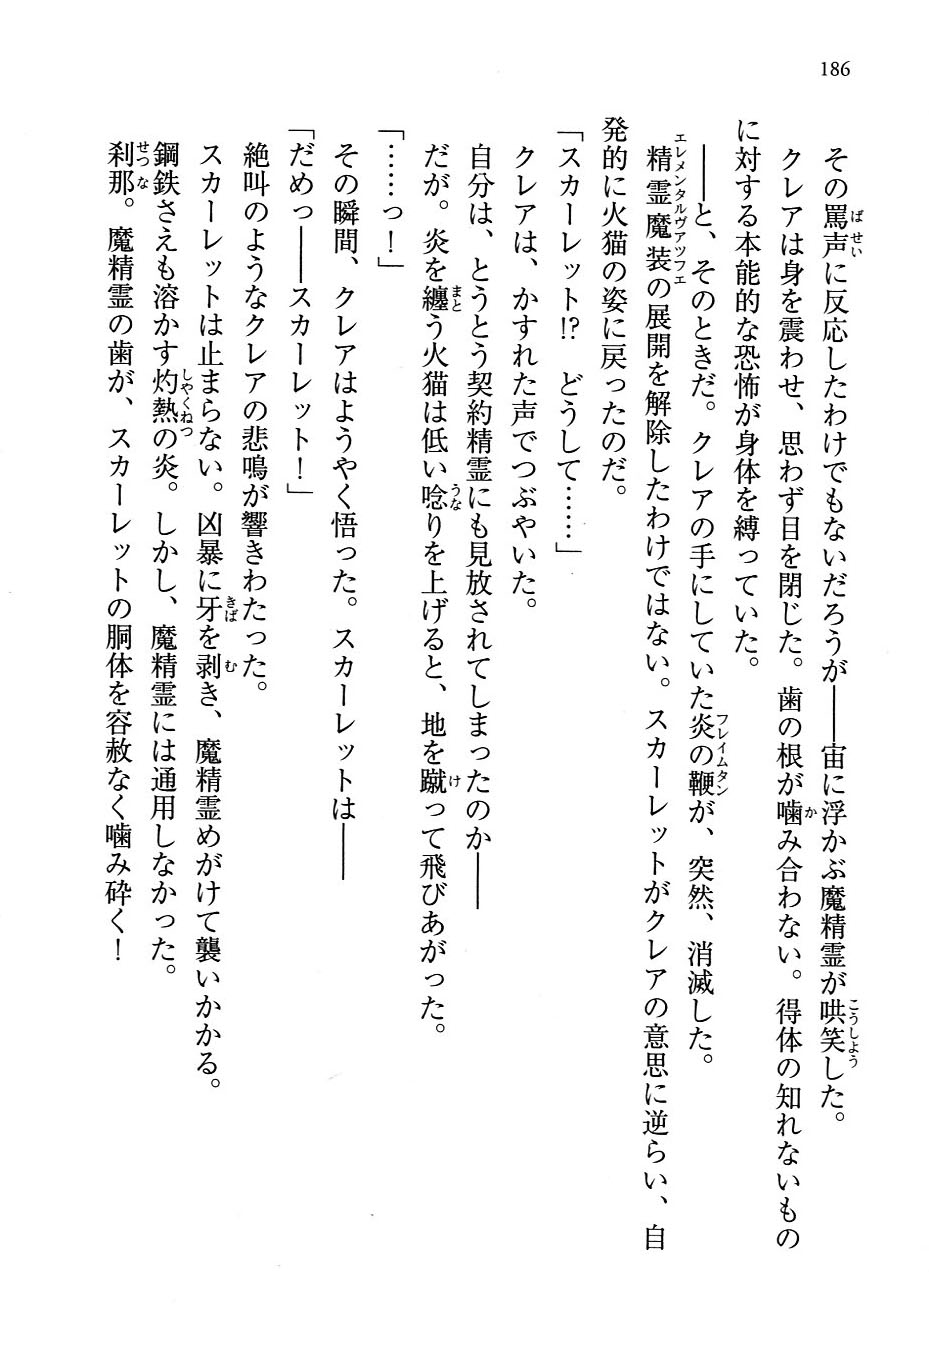 186
その罵声に反応したわけでもないだろうが――宙に浮かぶ魔精霊が哄笑した。
クレアは身を震わせ、思わず目を閉じた。歯の根が噛み合わない。得体の知れないもの
に対する本能的な恐怖が身体を縛っていた。
――と、そのときだ。クレアの手にしていた炎の鞭が、突然、消滅した。
精霊魔装の展開を解除したわけではない。スカーレットがクレアの意思に逆らい、自
発的に火猫の姿に戻ったのだ。
「スカーレット!?　どうして……」
クレアは、かすれた声でつぶやいた。
自分は、とうとう契約精霊にも見放されてしまったのか――
だが。炎を纏う火猫は低い唸りを上げると、地を蹴って飛びあがった。
「……っ！」
その瞬間、クレアはようやく悟った。スカーレットは――
「だめっ――スカーレット！」
絶叫のようなクレアの悲鳴が響きわたった。
スカーレットは止まらない。凶暴に牙を剥き、魔精霊めがけて襲いかかる。
鋼鉄さえも溶かす灼熱の炎。しかし、魔精霊には通用しなかった。
刹那。魔精霊の歯が、スカーレットの胴体を容赦なく噛み砕く！